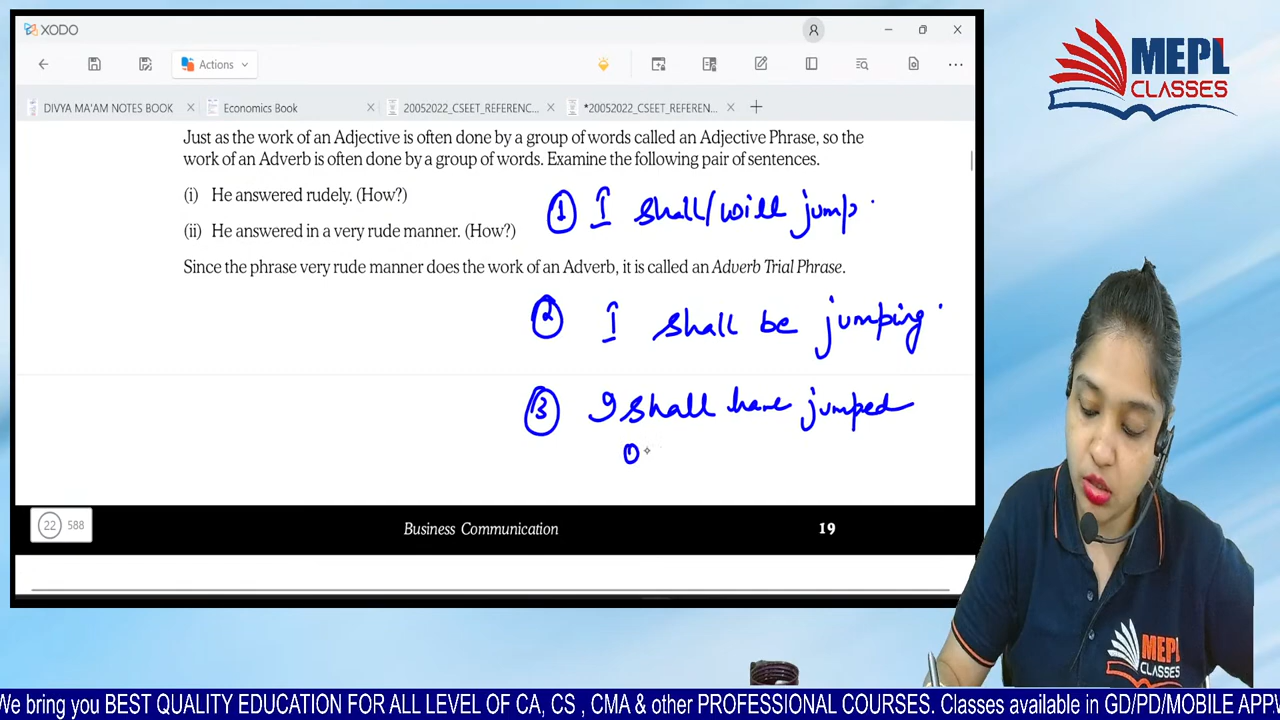 XODO
Actions
DIVYA MA'AM NOTES BOOK
Economics Book
20052022_CSEET_REFERENC...
*20052022_CSEET_REFEREN...
MEPL
CLASSES
Just as the work of an Adjective is often done by a group of words called an Adjective Phrase, so the
work of an Adverb is often done by a group of words. Examine the following pair of sentences.
(i) He answered rudely. (How?)
① I shall/will jump.
(ii) He answered in a very rude manner. (How?)
Since the phrase very rude manner does the work of an Adverb, it is called an Adverb Trial Phrase.
② I shall be jumping.
③ I shall have jumped
22 588
Business Communication
19
MEPL
CLASSES
We bring you BEST QUALITY EDUCATION FOR ALL LEVEL OF CA, CS , CMA & other PROFESSIONAL COURSES. Classes available in GD/PD/MOBILE APP